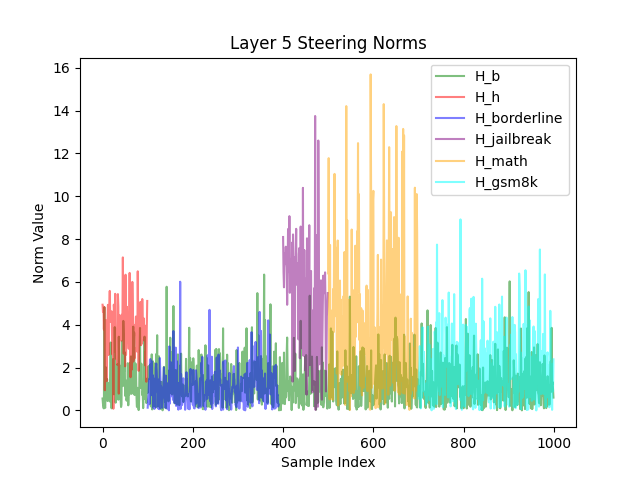 Layer 5 Steering Norms
Norm Value
16
14
12
10
8
6
4
2
0
H_b
H_h
H_borderline
H_jailbreak
H_math
H_gsm8k
0
200
400
600
800
1000
Sample Index